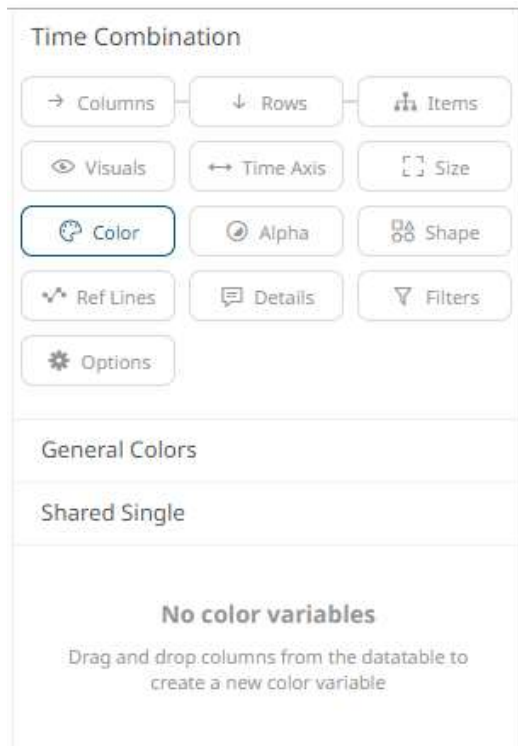 Time Combination
Columns Rows Items
Visuals Time Axis Size
Color Alpha Shape
Ref Lines Details Filters
Options
General Colors
Shared Single
No color variables
Drag and drop columns from the datatable to
create a new color variable